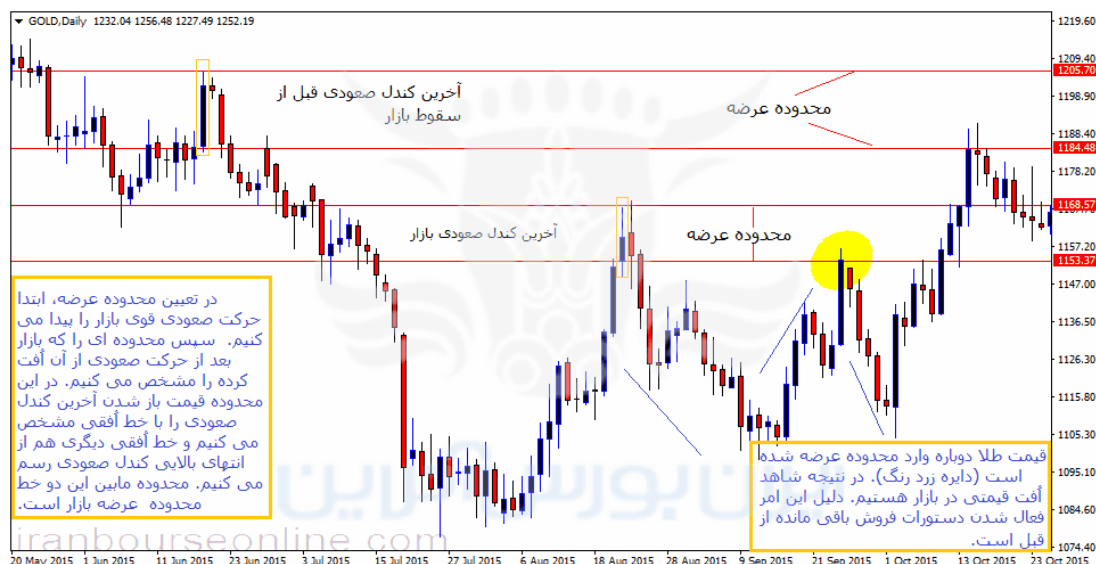 GOLD,Daily 1232.04 1256.48 1227.49 1252.19
1219.60
1209.40
1205.70
1198.90
1188.40
1184.48
1178.20
1168.57
1157.20
1153.37
1147.00
1136.50
1126.30
1115.80
1105.30
1095.10
1084.60
1074.40
آخرین کندل صعودی قبل از
سقوط بازار
محدوده عرضه
آخرین کندل صعودی بازار
محدوده عرضه
در تعیین محدوده عرضه، ابتدا
حرکت صعودی قوی بازار را پیدا می
کنیم. سپس محدوده ای را که بازار
بعد از حرکت صعودی از آن اُفت
کرده را مشخص می کنیم. در این
محدوده قیمت باز شدن آخرین کندل
صعودی را با خط اُفقی مشخص
می کنیم و خط اُفقی دیگری هم از
انتهای بالایی کندل صعودی رسم
می کنیم. محدوده مابین این دو خط
محدوده عرضه بازار است.
قیمت طلا دوباره وارد محدوده عرضه شده
است (دایره زرد رنگ). در نتیجه شاهد
اُفت قیمتی در بازار هستیم. دلیل این امر
فعال شدن دستورات فروش باقی مانده از
قبل است.
ایران بورس آنلاین
iranbourseonline.com
20 May 2015 1 Jun 2015 11 Jun 2015 23 Jun 2015 3 Jul 2015 15 Jul 2015 27 Jul 2015 6 Aug 2015 18 Aug 2015 28 Aug 2015 9 Sep 2015 21 Sep 2015 1 Oct 2015 13 Oct 2015 23 Oct 2015